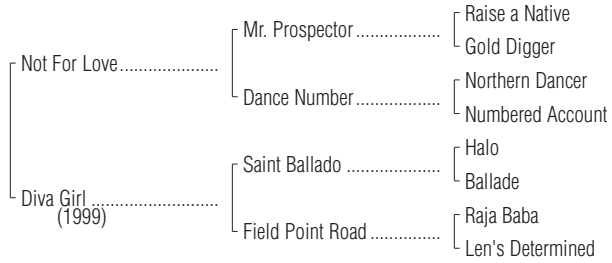 Raise a Native
Mr. Prospector ..................
Gold Digger
Not For Love .....................
Northern Dancer
Dance Number ..................
Numbered Account
Halo
Saint Ballado ....................
Ballade
Diva Girl ...........................
(1999)
Raja Baba
Field Point Road ...............
Len's Determined